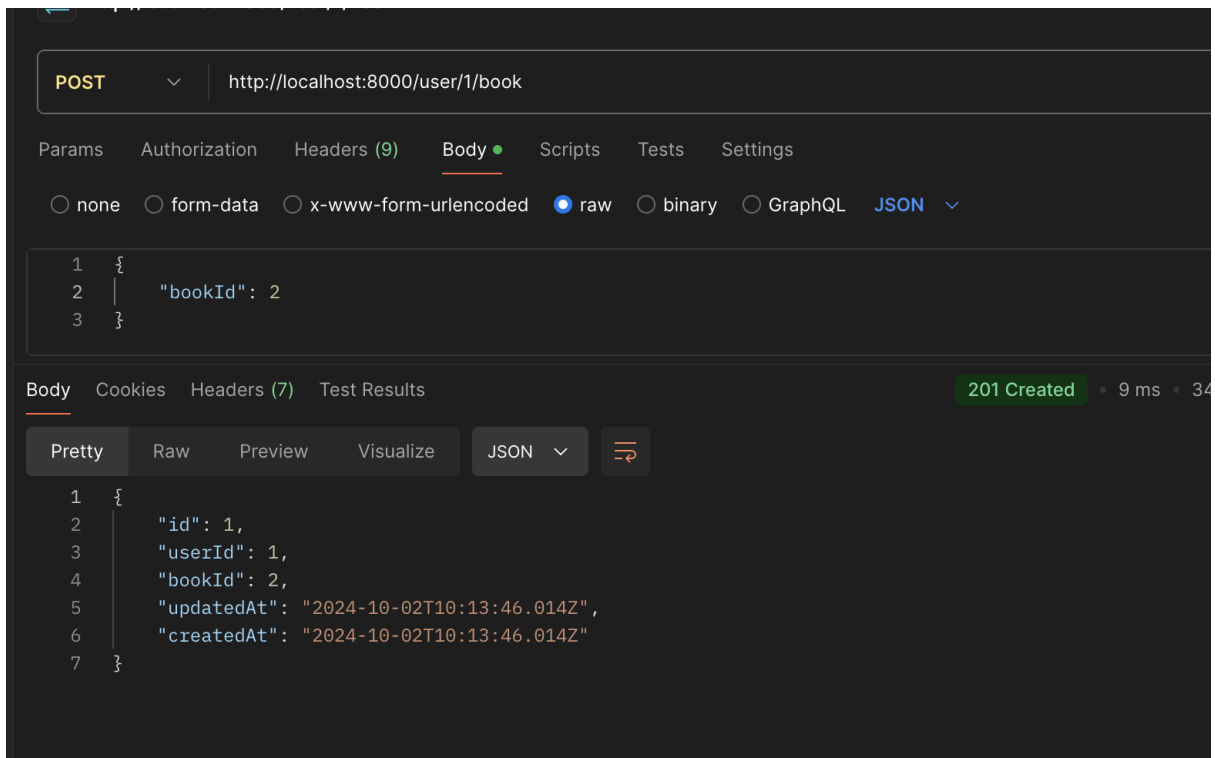 POST
http://localhost:8000/user/1/book
Params Authorization Headers (9) Body Scripts Tests Settings
none form-data x-www-form-urlencoded raw binary GraphQL JSON
1 {
2 "bookId": 2
3 }
Body Cookies Headers (7) Test Results 201 Created 9 ms 34
Pretty Raw Preview Visualize JSON
1 {
2 "id": 1,
3 "userId": 1,
4 "bookId": 2,
5 "updatedAt": "2024-10-02T10:13:46.014Z",
6 "createdAt": "2024-10-02T10:13:46.014Z"
7 }